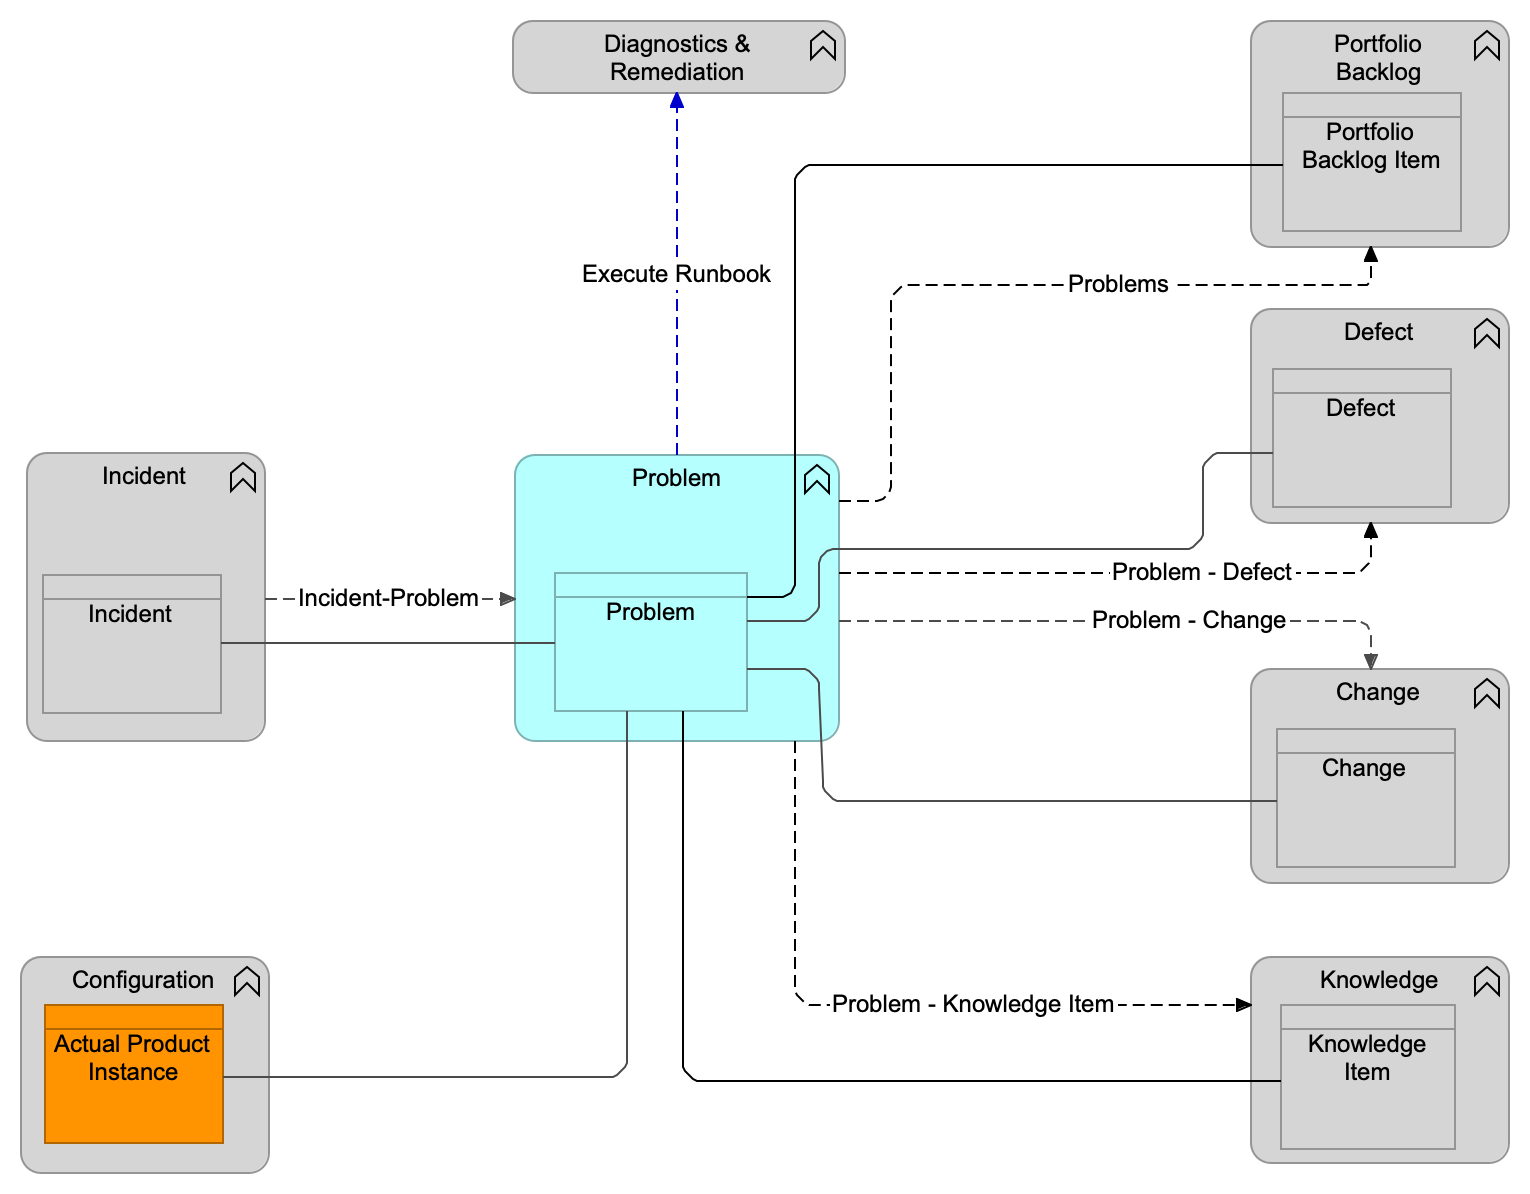 Diagnostics &
Remediation
Portfolio
Backlog
Portfolio
Backlog Item
Execute Runbook
Problems
Defect
Defect
Incident
Incident
Incident-Problem
Problem
Problem
Problem - Defect
Problem - Change
Change
Change
Configuration
Actual Product
Instance
Problem - Knowledge Item
Knowledge
Knowledge
Item